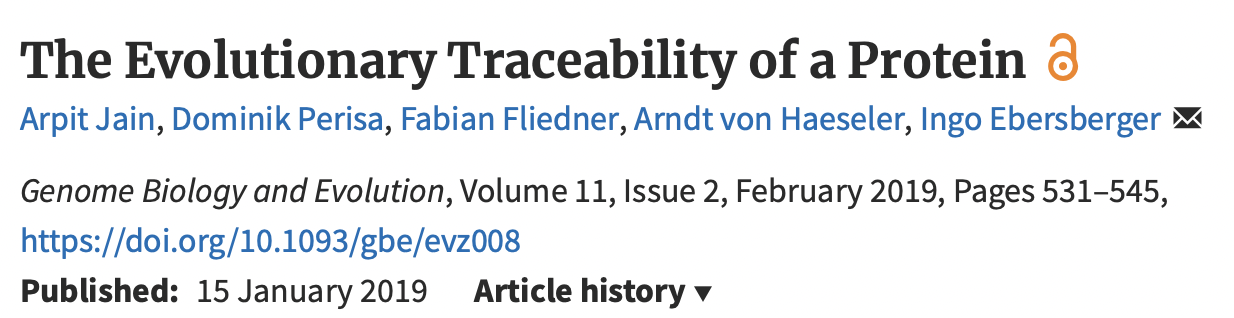 The Evolutionary Traceability of a Protein
Arpit Jain, Dominik Perisa, Fabian Fliedner, Arndt von Haeseler, Ingo Ebersberger
Genome Biology and Evolution, Volume 11, Issue 2, February 2019, Pages 531–545,
https://doi.org/10.1093/gbe/evz008
Published: 15 January 2019 Article history ▾